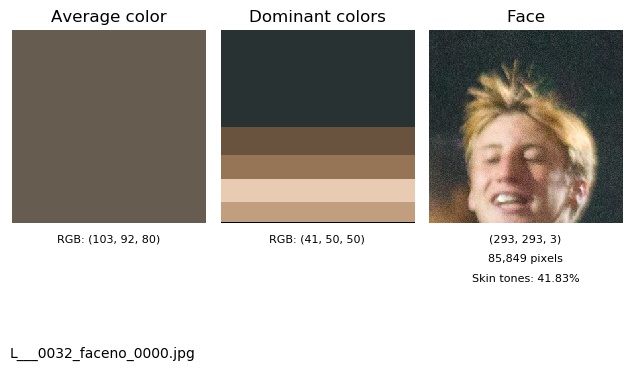 Average color
Dominant colors
Face
RGB: (103, 92, 80)
RGB: (41, 50, 50)
(293, 293, 3)
85,849 pixels
Skin tones: 41.83%
L___0032_faceno_0000.jpg